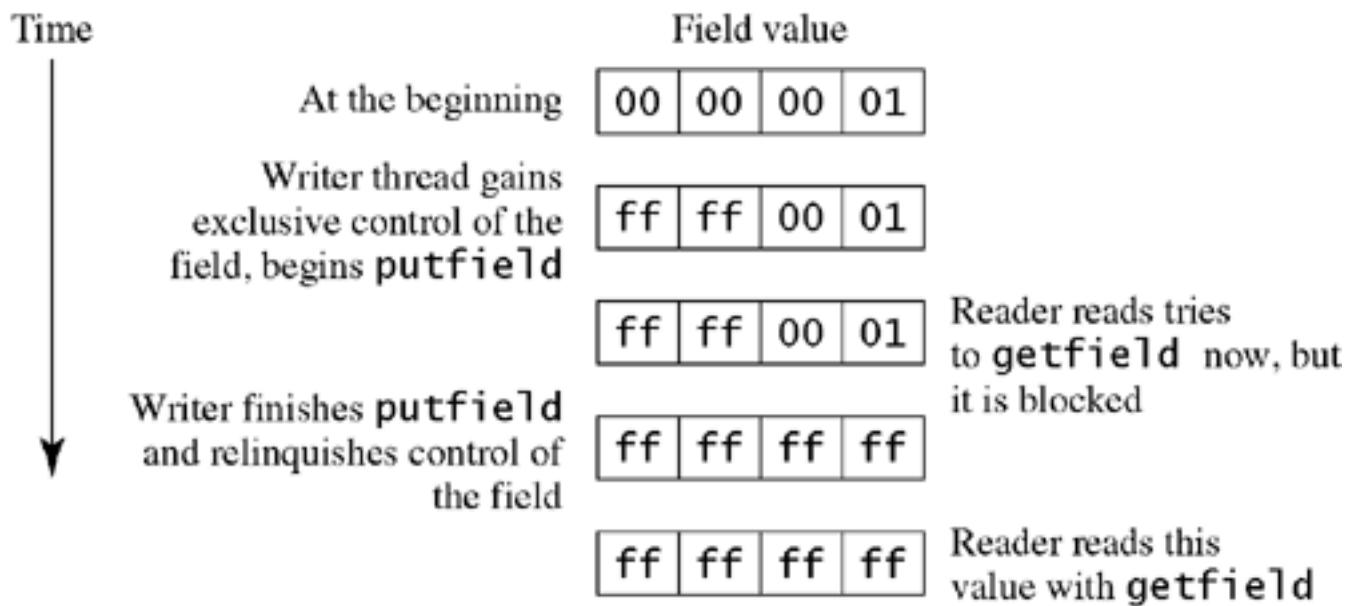 Time
Field value
At the beginning
00 00 00 01
Writer thread gains
exclusive control of the
field, begins putfield
ff ff 00 01
ff ff 00 01
Reader reads tries
to getfield now, but
it is blocked
Writer finishes putfield
and relinquishes control of
the field
ff ff ff ff
ff ff ff ff
Reader reads this
value with getfield